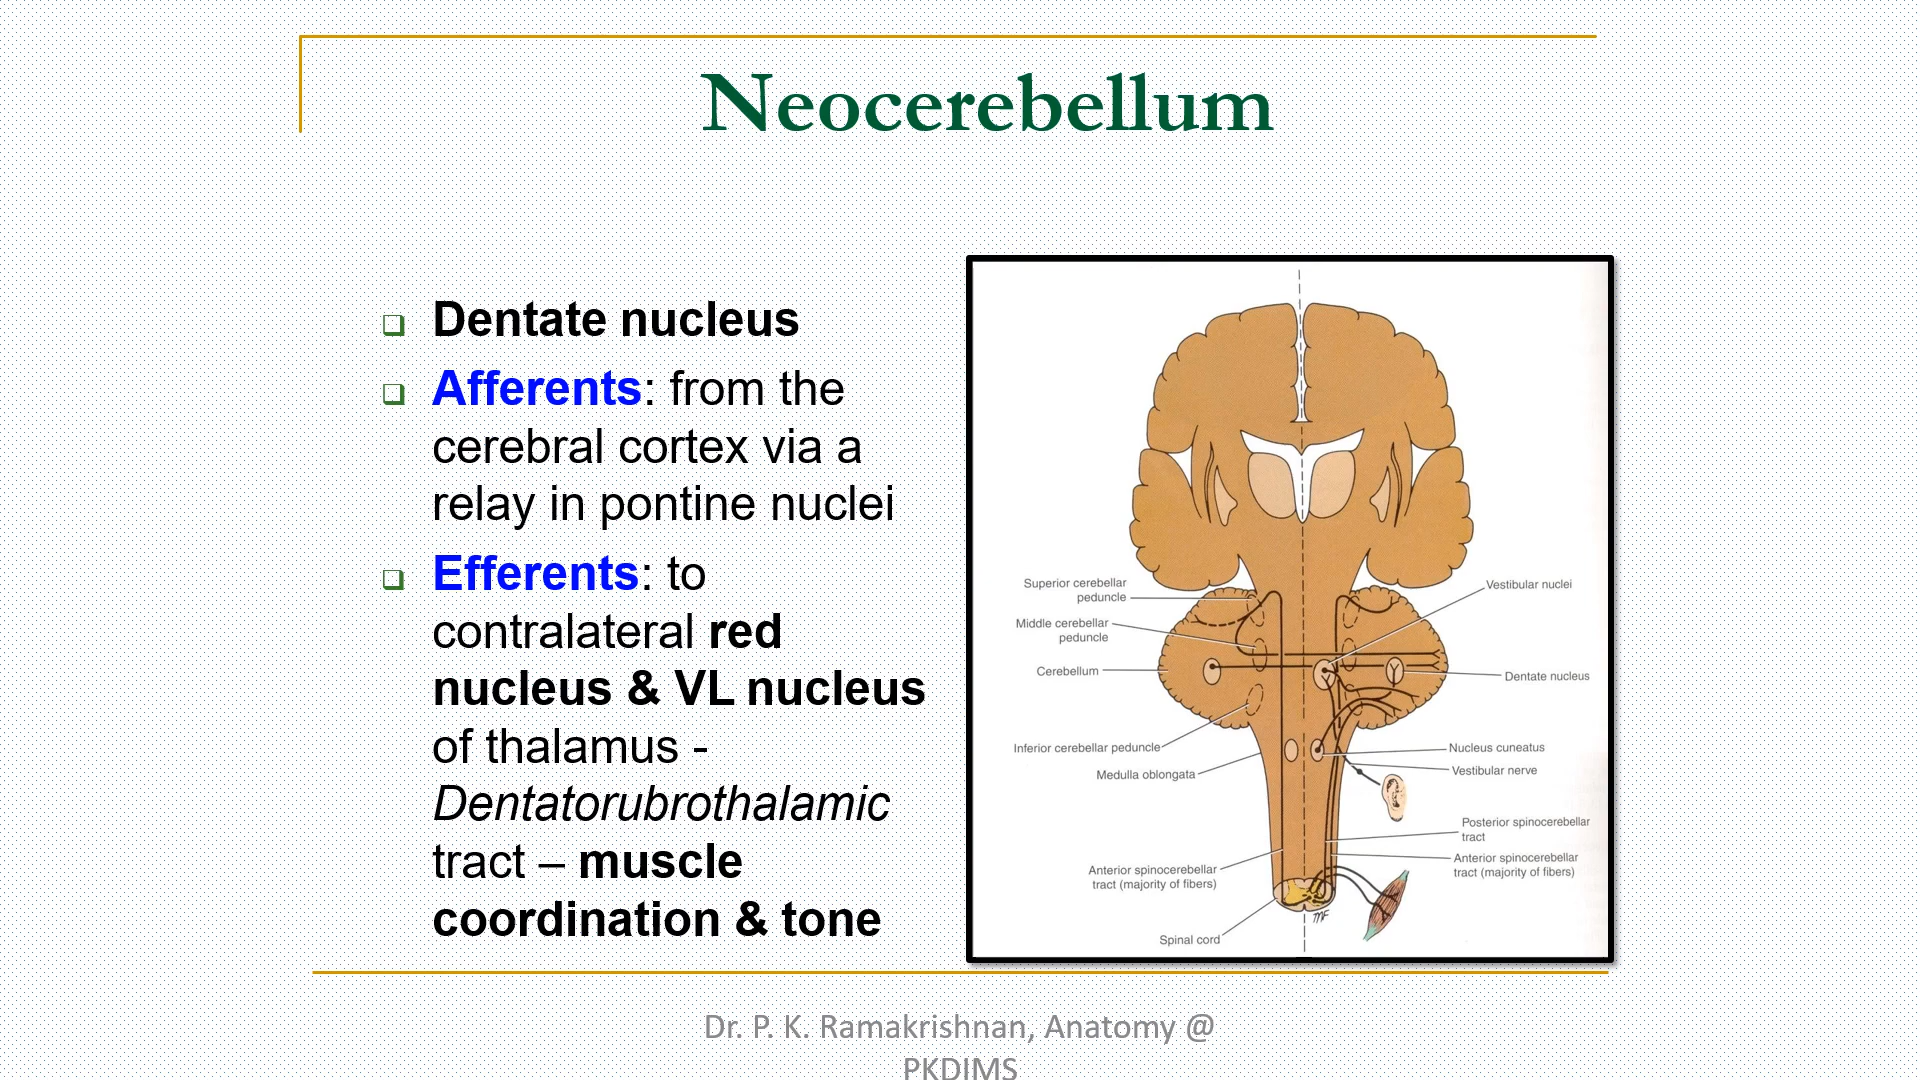 Neocerebellum
Dentate nucleus
Afferents: from the
cerebral cortex via a
relay in pontine nuclei
Efferents: to
contralateral red
nucleus & VL nucleus
of thalamus -
Dentatorubrothalamic
tract – muscle
coordination & tone
Superior cerebellar
peduncle
Middle cerebellar
peduncle
Cerebellum
Inferior cerebellar peduncle
Medulla oblongata
Anterior spinocerebellar
tract (majority of fibers)
Spinal cord
Vestibular nuclei
Dentate nucleus
Nucleus cuneatus
Vestibular nerve
Posterior spinocerebellar
tract
Anterior spinocerebellar
tract (majority of fibers)
MF
Dr. P. K. Ramakrishnan, Anatomy @
PKDIMS